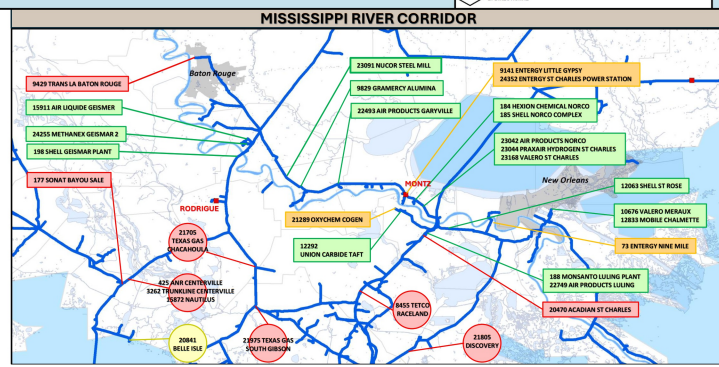 MISSISSIPPI RIVER CORRIDOR
Baton Rouge
9429 TRANS LA BATON ROUGE
15911 AIR LIQUIDE GEISMER
24255 METHANEX GEISMAR 2
198 SHELL GEISMAR PLANT
177 SONAT BAYOU SALE
23091 NUCOR STEEL MILL
9829 GRAMERCY ALUMINA
22493 AIR PRODUCTS GARYVILLE
9141 ENTERGY LITTLE GYPSY
24352 ENTERGY ST CHARLES POWER STATION
184 HEXION CHEMICAL NORCO
185 SHELL NORCO COMPLEX
23042 AIR PRODUCTS NORCO
23044 PRAXAIR HYDROGEN ST CHARLES
23168 VALERO ST CHARLES
MONTZ
New Orleans
12063 SHELL ST ROSE
RODRIGUE
21289 OXYCHEM COGEN
10676 VALERO MERAUX
12833 MOBILE CHALMETTE
21705
TEXAS GAS
CHACAHOULA
12292
UNION CARBIDE TAFT
73 ENTERGY NINE MILE
425 ANR CENTERVILLE
3262 TRUNKLINE CENTERVILLE
15872 NAUTILUS
188 MONSANTO LULING PLANT
22749 AIR PRODUCTS LULING
8455 TETCO
RACELAND
20470 ACADIAN ST CHARLES
20841
BELLE ISLE
21975 TEXAS GAS
SOUTH GIBSON
21805
DISCOVERY